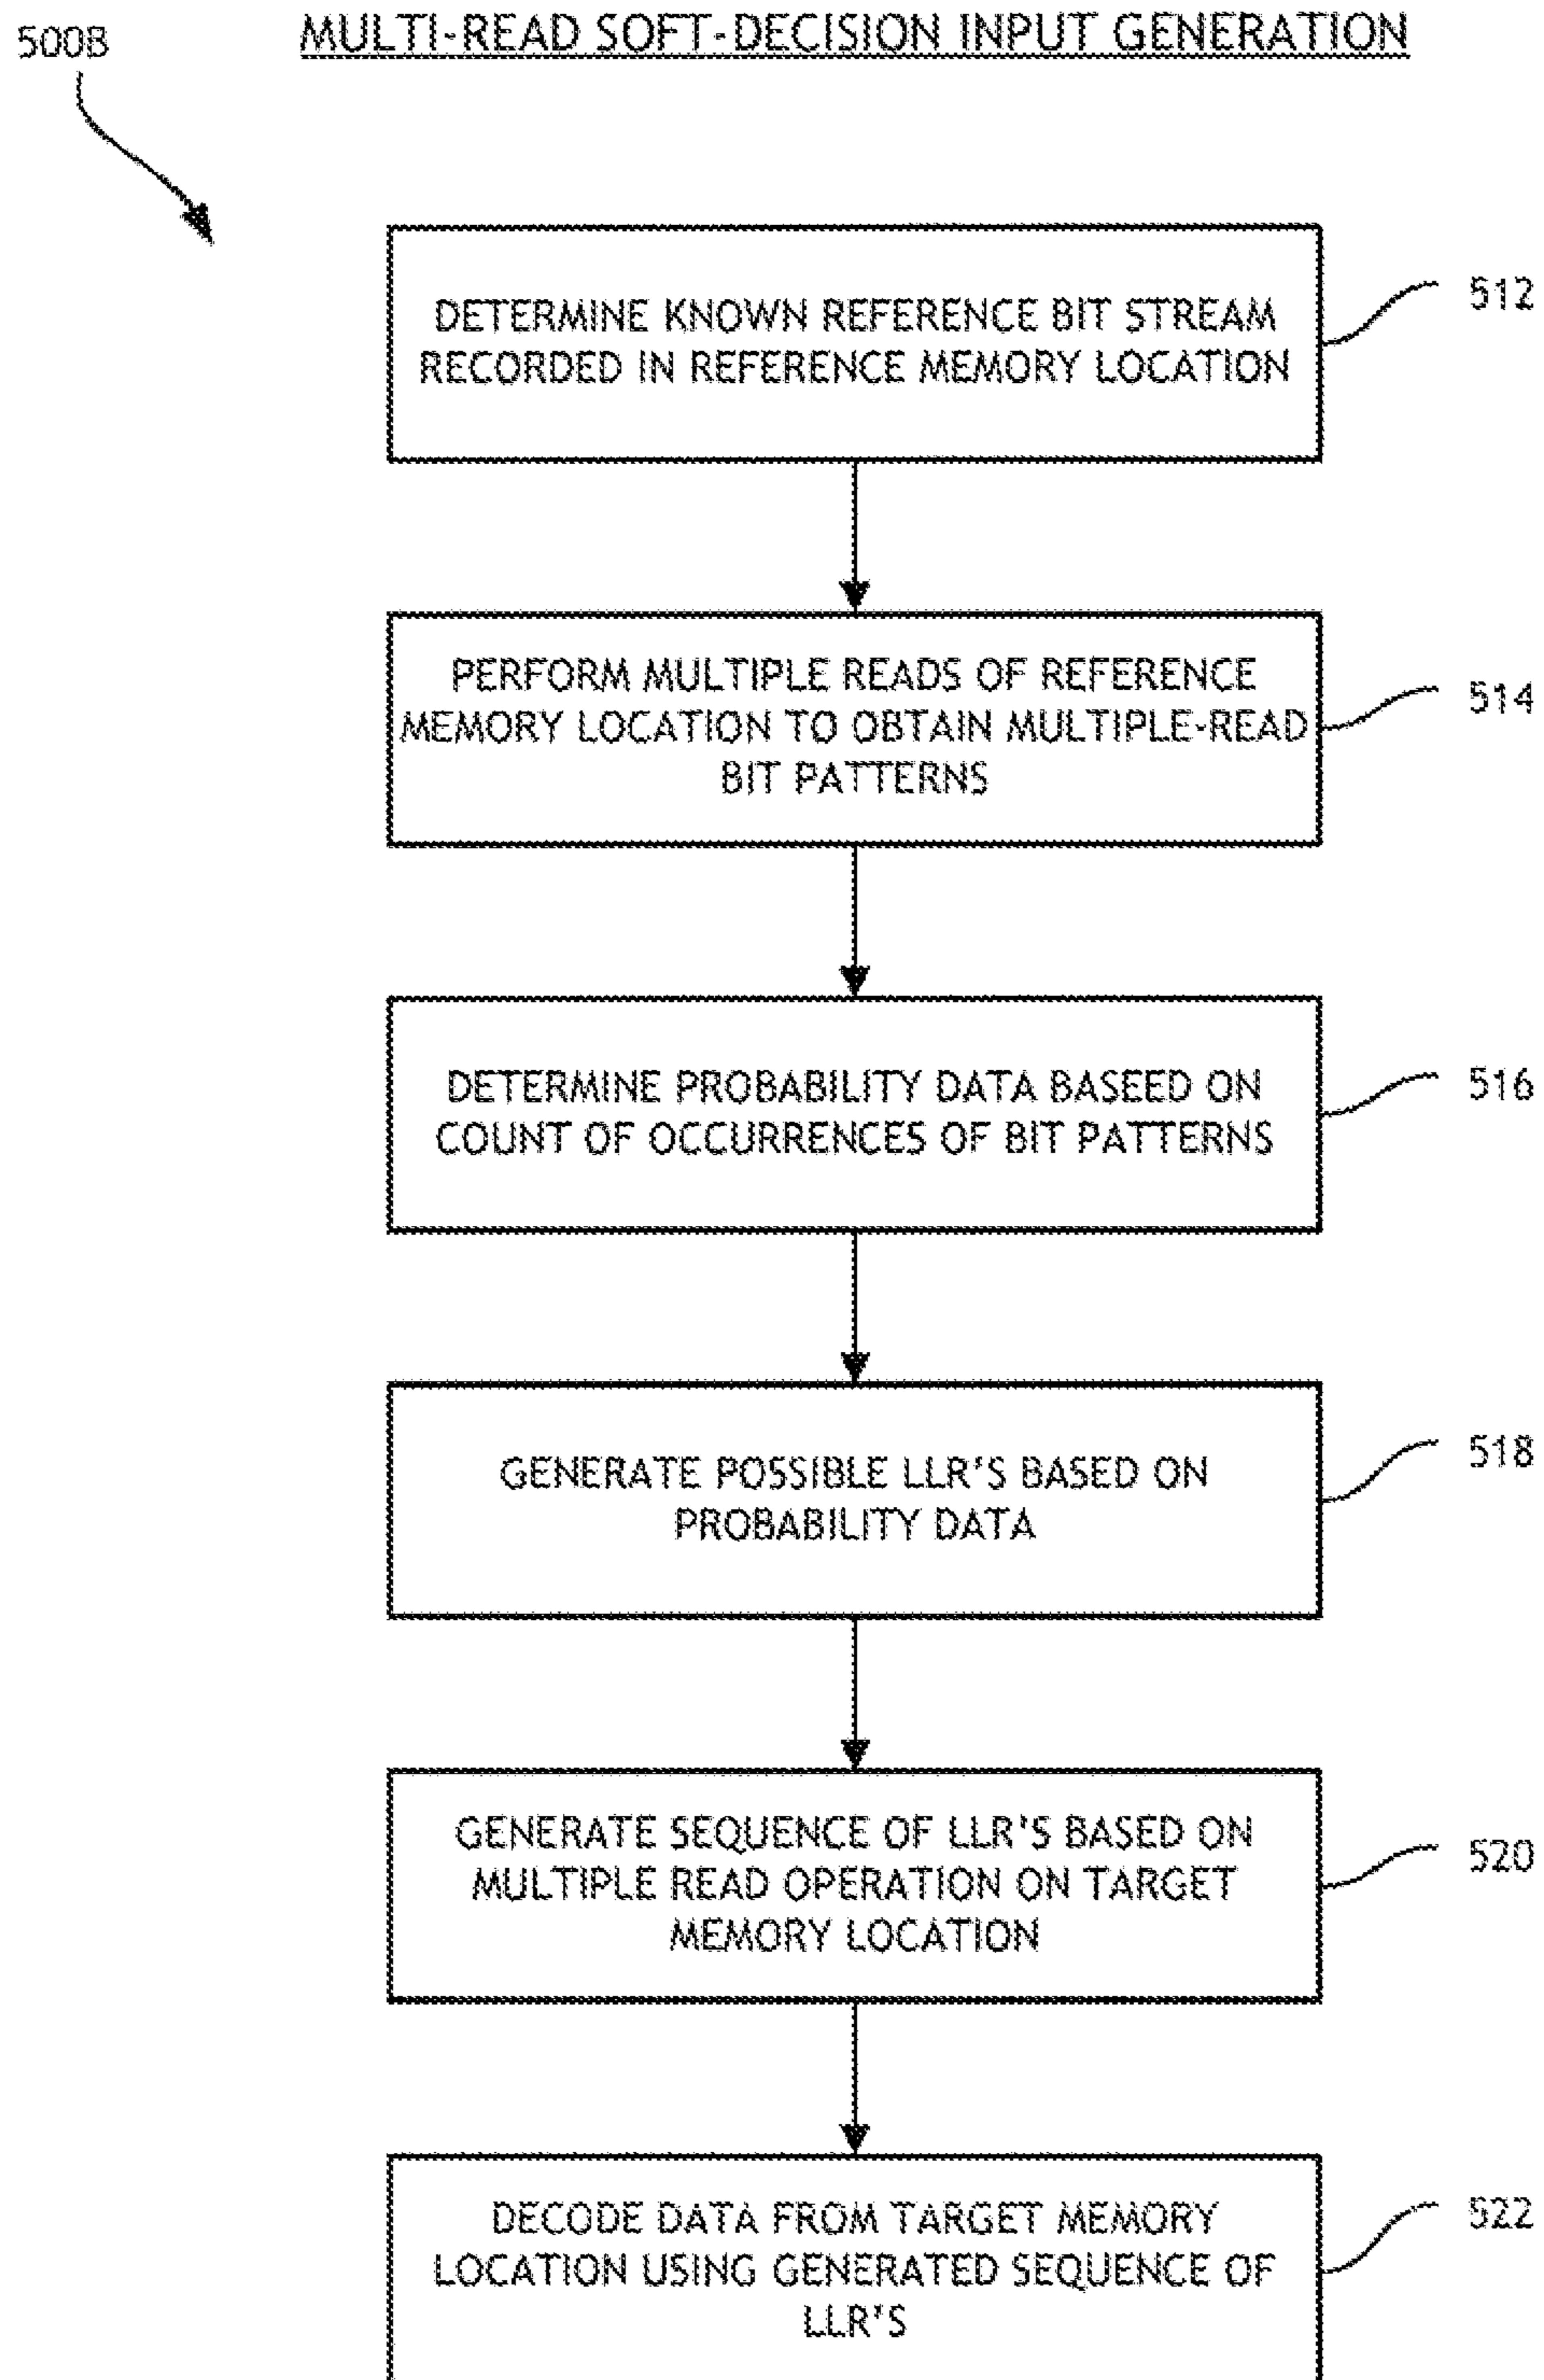 500B
MULTI-READ SOFT-DECISION INPUT GENERATION
DETERMINE KNOWN REFERENCE BIT STREAM
RECORDED IN REFERENCE MEMORY LOCATION
512
PERFORM MULTIPLE READS OF REFERENCE
MEMORY LOCATION TO OBTAIN MULTIPLE-READ
BIT PATTERNS
514
DETERMINE PROBABILITY DATA BASEED ON
COUNT OF OCCURRENCES OF BIT PATTERNS
516
GENERATE POSSIBLE LLR'S BASED ON
PROBABILITY DATA
518
GENERATE SEQUENCE OF LLR'S BASED ON
MULTIPLE READ OPERATION ON TARGET
MEMORY LOCATION
520
DECODE DATA FROM TARGET MEMORY
LOCATION USING GENERATED SEQUENCE OF
LLR'S
522